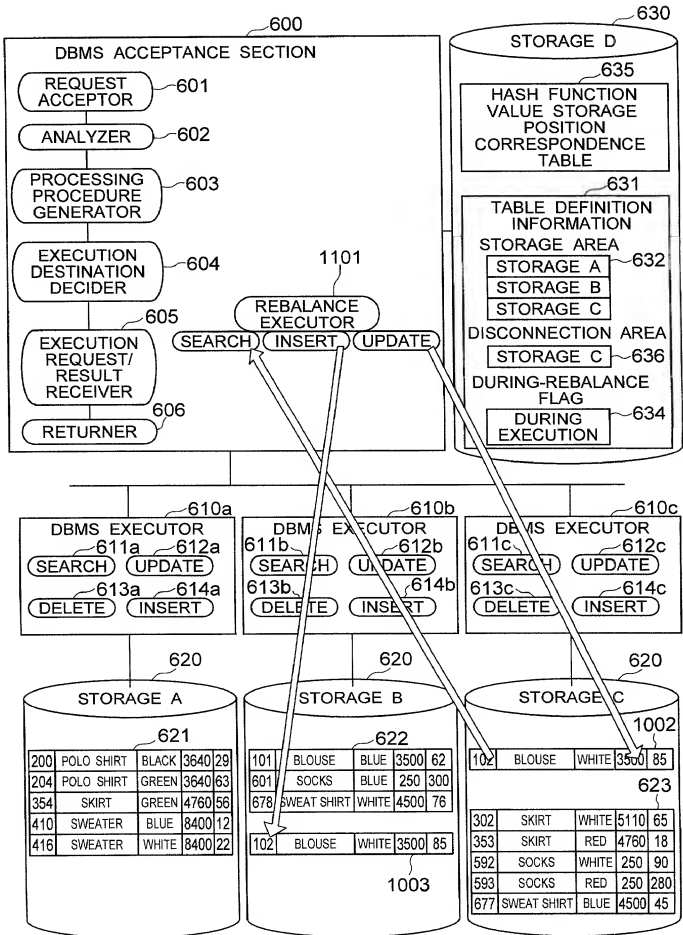 600
DBMS ACCEPTANCE SECTION
REQUEST
ACCEPTOR
601
ANALYZER
602
PROCESSING
PROCEDURE
GENERATOR
603
EXECUTION
DESTINATION
DECIDER
604
605
EXECUTION
REQUEST/
RESULT
RECEIVER
606
RETURNER
1101
REBALANCE
EXECUTOR
SEARCH
INSERT
UPDATE
630
STORAGE D
635
HASH FUNCTION
VALUE STORAGE
POSITION
CORRESPONDENCE
TABLE
631
TABLE DEFINITION
INFORMATION
STORAGE AREA
STORAGE A
632
STORAGE B
STORAGE C
DISCONNECTION AREA
STORAGE C
636
DURING-REBALANCE
FLAG
DURING
EXECUTION
634
610a
DBMS EXECUTOR
611a
612a
SEARCH
UPDATE
613a
614a
DELETE
INSERT
610b
DBMS EXECUTOR
611b
612b
SEARCH
UPDATE
613b
614b
DELETE
INSERT
610c
DBMS EXECUTOR
611c
612c
SEARCH
UPDATE
613c
614c
DELETE
INSERT
620
STORAGE A
621
200 POLO SHIRT BLACK 3640 29
204 POLO SHIRT GREEN 3640 63
354 SKIRT GREEN 4760 56
410 SWEATER BLUE 8400 12
416 SWEATER WHITE 8400 22
620
STORAGE B
622
101 BLOUSE BLUE 3500 62
601 SOCKS BLUE 250 300
678 SWEAT SHIRT WHITE 4500 76
102 BLOUSE WHITE 3500 85
1003
620
STORAGE C
1002
102 BLOUSE WHITE 3500 85
623
302 SKIRT WHITE 5110 65
353 SKIRT RED 4760 18
592 SOCKS WHITE 250 90
593 SOCKS RED 250 280
677 SWEAT SHIRT BLUE 4500 45